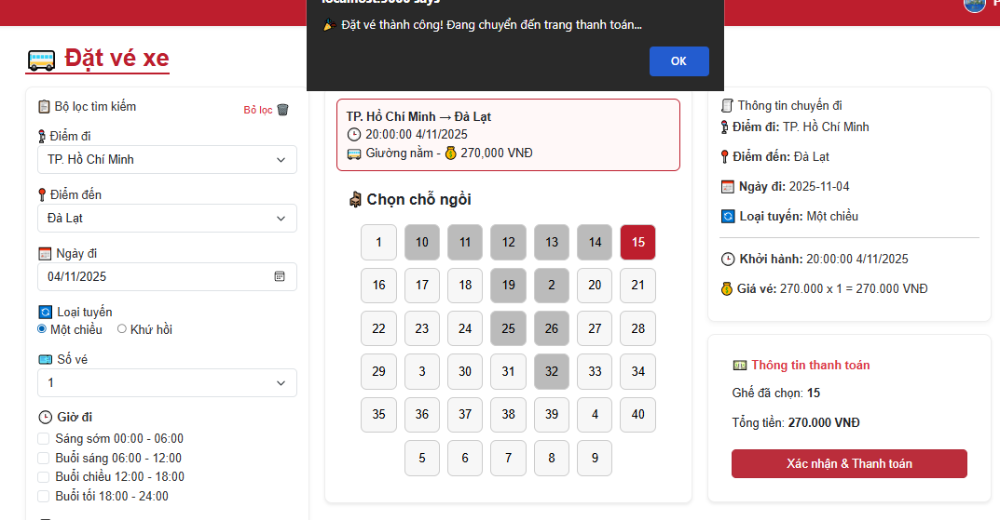 localhost:5000 says
Đặt vé thành công! Đang chuyển đến trang thanh toán...
OK
Đặt vé xe
Bộ lọc tìm kiếm
Bỏ lọc
Điểm đi
TP. Hồ Chí Minh
Điểm đến
Đà Lạt
Ngày đi
04/11/2025
Loại tuyến
Một chiều
Khứ hồi
Số vé
1
Giờ đi
Sáng sớm 00:00 - 06:00
Buổi sáng 06:00 - 12:00
Buổi chiều 12:00 - 18:00
Buổi tối 18:00 - 24:00
TP. Hồ Chí Minh → Đà Lạt
20:00:00 4/11/2025
Giường nằm - 270,000 VNĐ
Chọn chỗ ngồi
1 10 11 12 13 14 15
16 17 18 19 2 20 21
22 23 24 25 26 27 28
29 3 30 31 32 33 34
35 36 37 38 39 4 40
5 6 7 8 9
Thông tin chuyến đi
Điểm đi: TP. Hồ Chí Minh
Điểm đến: Đà Lạt
Ngày đi: 2025-11-04
Loại tuyến: Một chiều
Khởi hành: 20:00:00 4/11/2025
Giá vé: 270.000 x 1 = 270.000 VNĐ
Thông tin thanh toán
Ghế đã chọn: 15
Tổng tiền: 270.000 VNĐ
Xác nhận & Thanh toán